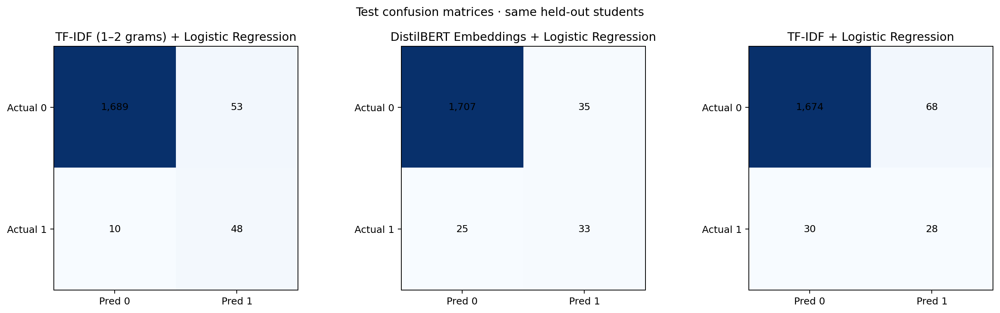 Test confusion matrices · same held-out students
TF-IDF (1–2 grams) + Logistic Regression
Actual 0
1,689
53
Actual 1
10
48
Pred 0
Pred 1
DistilBERT Embeddings + Logistic Regression
Actual 0
1,707
35
Actual 1
25
33
Pred 0
Pred 1
TF-IDF + Logistic Regression
Actual 0
1,674
68
Actual 1
30
28
Pred 0
Pred 1